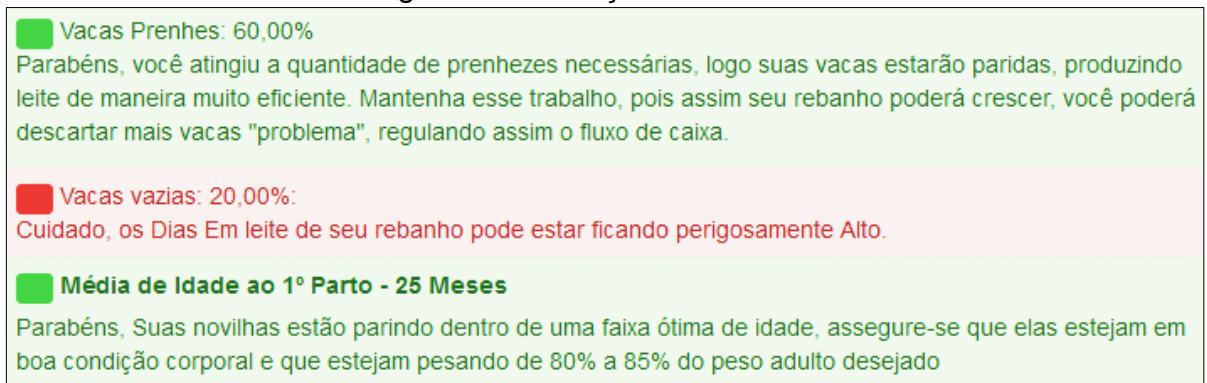 Vacas Prenhes: 60,00%
Parabéns, você atingiu a quantidade de prenhezes necessárias, logo suas vacas estarão paridas, produzindo
leite de maneira muito eficiente. Mantenha esse trabalho, pois assim seu rebanho poderá crescer, você poderá
descartar mais vacas "problema", regulando assim o fluxo de caixa.
Vacas vazias: 20,00%:
Cuidado, os Dias Em leite de seu rebanho pode estar ficando perigosamente Alto.
Média de Idade ao 1º Parto - 25 Meses
Parabéns, Suas novilhas estão parindo dentro de uma faixa ótima de idade, assegure-se que elas estejam em
boa condição corporal e que estejam pesando de 80% a 85% do peso adulto desejado